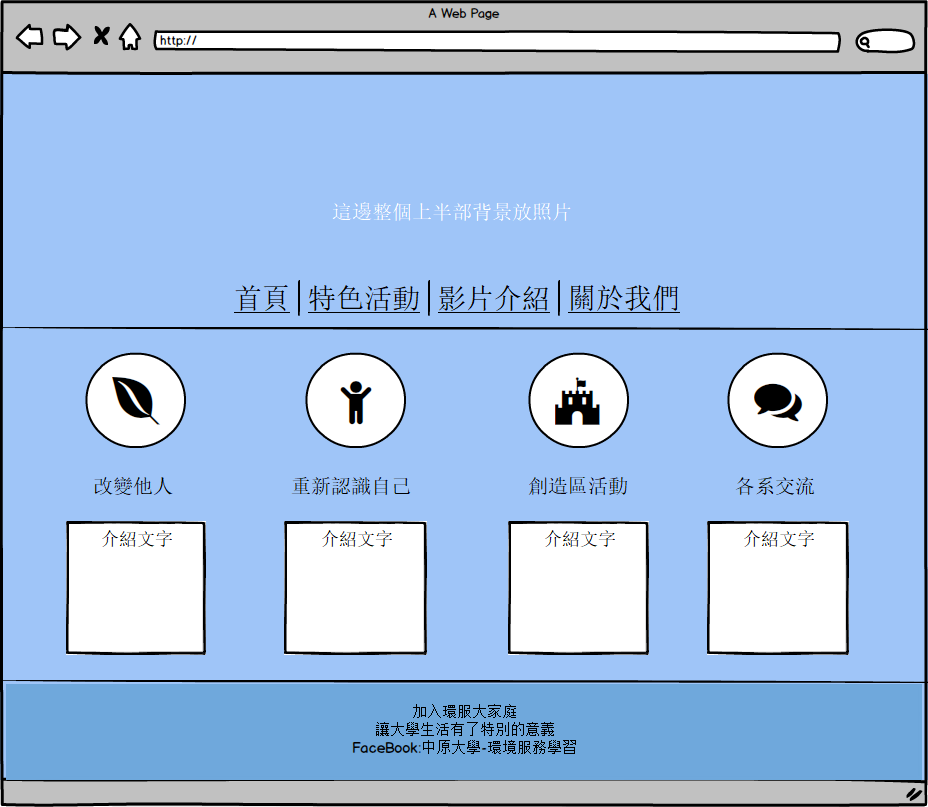 A Web Page
http://
這邊整個上半部背景放照片
首頁 特色活動 影片介紹 關於我們
改變他人 重新認識自己 創造區活動 各系交流
介紹文字 介紹文字 介紹文字 介紹文字
加入環服大家庭
讓大學生活有了特別的意義
FaceBook:中原大學-環境服務學習